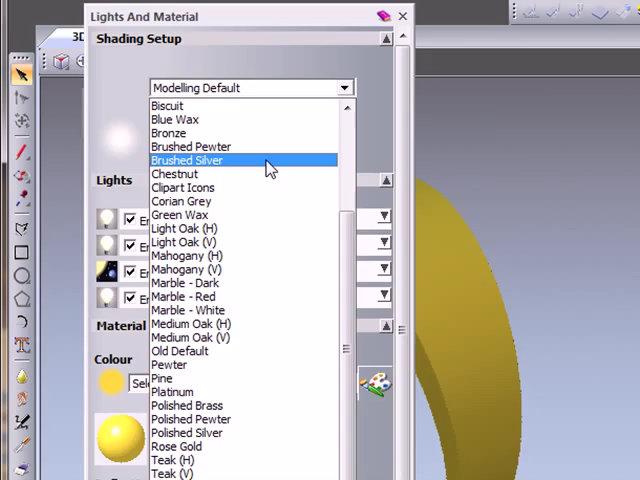 Lights And Material
Shading Setup
3D
Modelling Default
Biscuit
Blue Wax
Bronze
Brushed Pewter
Brushed Silver
Chestnut
Clipart Icons
Lights
Corian Grey
Green Wax
Light Oak (H)
Light Oak (V)
Mahogany (H)
Mahogany (V)
Marble - Dark
Marble - Red
Marble - White
Material
Medium Oak (H)
Medium Oak (V)
Old Default
Colour
Pewter
Pine
Platinum
Polished Brass
Polished Pewter
Polished Silver
Rose Gold
Teak (H)
Teak (V)